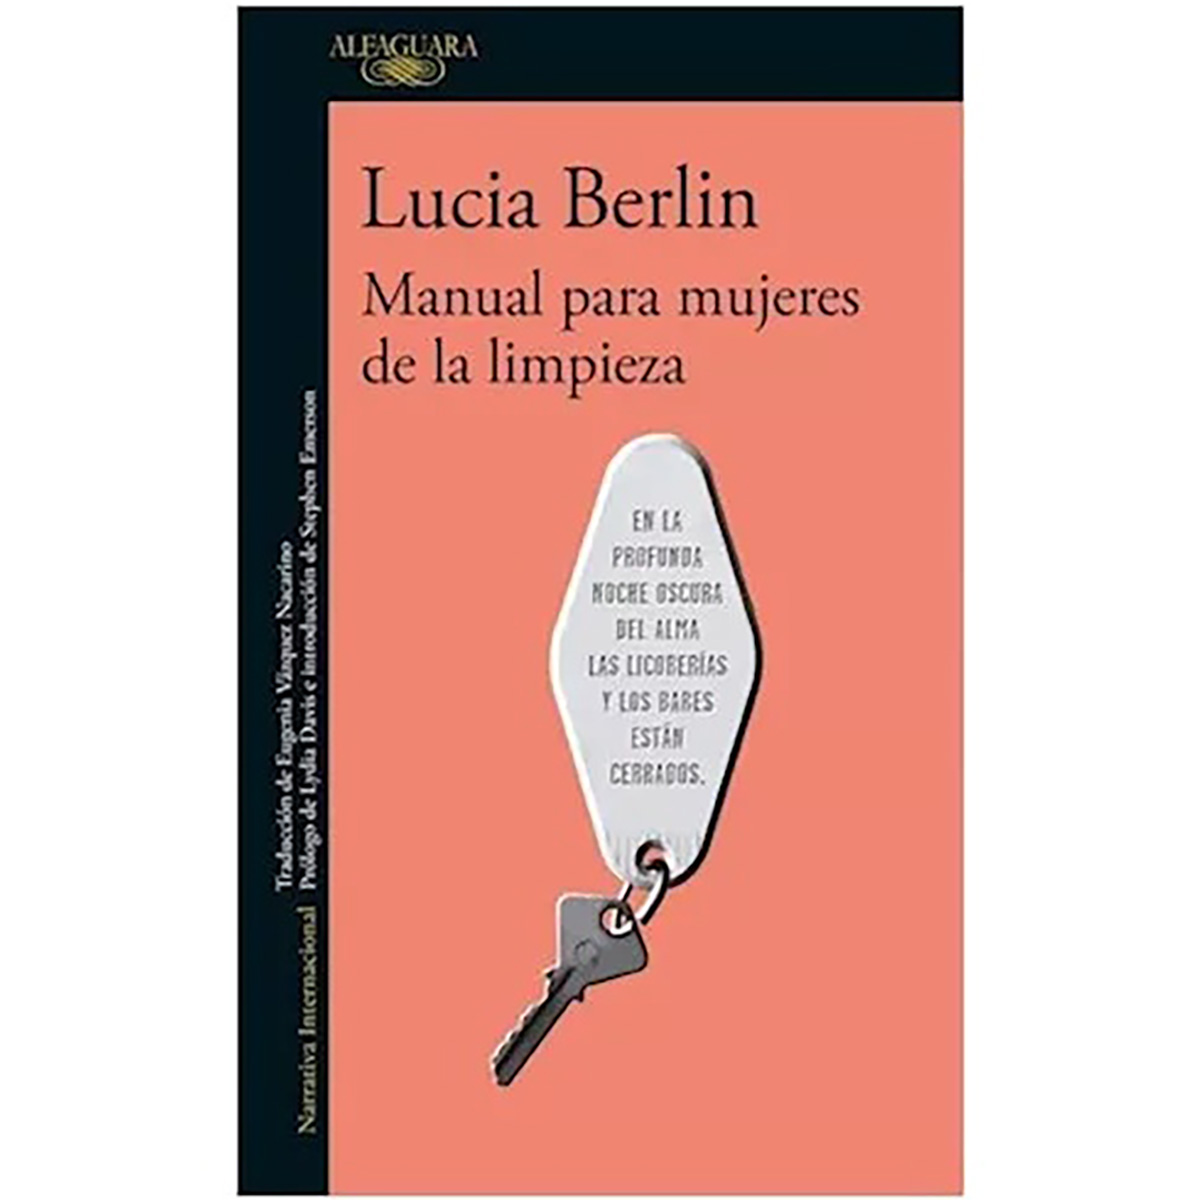 ALFAGUARA
Lucia Berlin
Manual para mujeres
de la limpieza
EN LA
PROFUNDA
NOCHE OSCURA
DEL ALMA
LAS LICORERÍAS
Y LOS BARES
ESTÁN
CERRADOS.
Traducción de Eugenia Vázquez Nacarino
Prólogo de Lydia Davis e introducción de Stephen Emerson
Narrativa Internacional